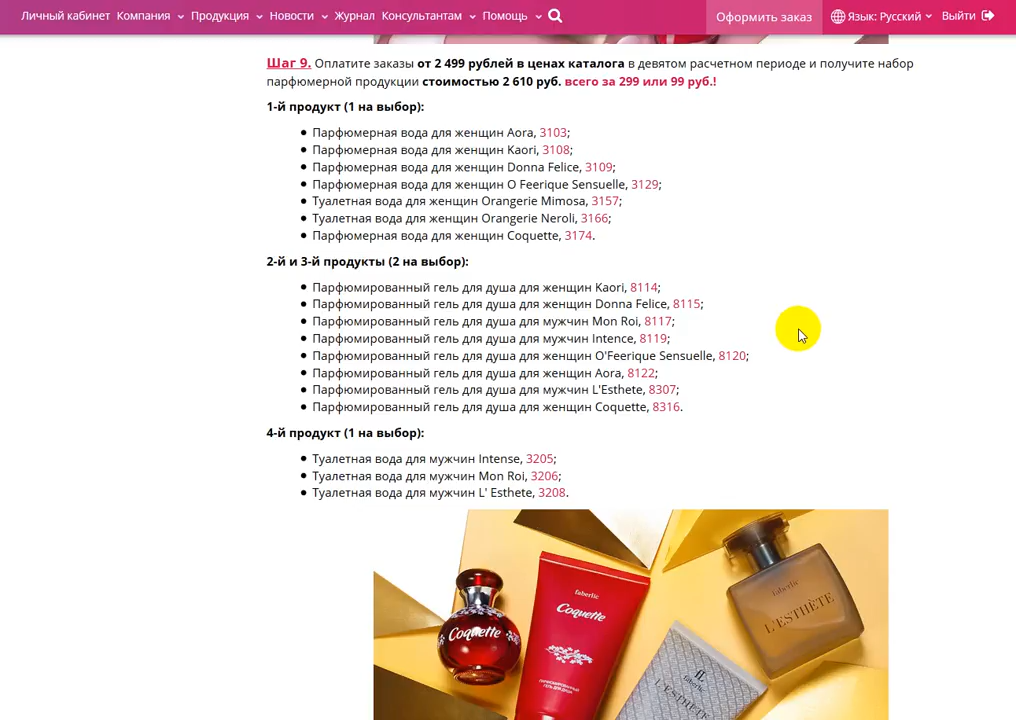 Личный кабинет Компания Продукция Новости Журнал Консультантам Помощь Оформить заказ Язык: Русский Выйти
Шаг 9. Оплатите заказы от 2 499 рублей в ценах каталога в девятом расчетном периоде и получите набор
парфюмерной продукции стоимостью 2 610 руб. всего за 299 или 99 руб.!
1-й продукт (1 на выбор):
Парфюмерная вода для женщин Aora, 3103;
Парфюмерная вода для женщин Kaori, 3108;
Парфюмерная вода для женщин Donna Felice, 3109;
Парфюмерная вода для женщин O Feerique Sensuelle, 3129;
Туалетная вода для женщин Orangerie Mimosa, 3157;
Туалетная вода для женщин Orangerie Neroli, 3166;
Парфюмерная вода для женщин Coquette, 3174.
2-й и 3-й продукты (2 на выбор):
Парфюмированный гель для душа для женщин Kaori, 8114;
Парфюмированный гель для душа для женщин Donna Felice, 8115;
Парфюмированный гель для душа для мужчин Mon Roi, 8117;
Парфюмированный гель для душа для мужчин Intence, 8119;
Парфюмированный гель для душа для женщин O'Feerique Sensuelle, 8120;
Парфюмированный гель для душа для женщин Aora, 8122;
Парфюмированный гель для душа для мужчин L'Esthete, 8307;
Парфюмированный гель для душа для женщин Coquette, 8316.
4-й продукт (1 на выбор):
Туалетная вода для мужчин Intense, 3205;
Туалетная вода для мужчин Mon Roi, 3206;
Туалетная вода для мужчин L' Esthete, 3208.
Coquette
faberlic
Coquette
ПАРФЮМИРОВАННЫЙ
ГЕЛЬ ДЛЯ ДУША
faberlic
L'ESTHÈTE
faberlic
L'ESTHÈTE